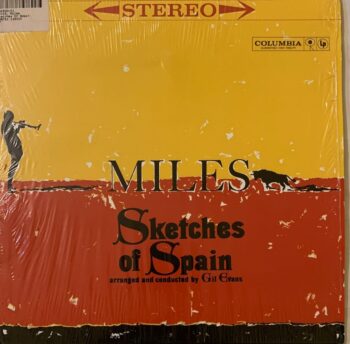 STEREO
COLUMBIA
MILES
Sketches
of Spain
arranged and conducted by Gil Evans